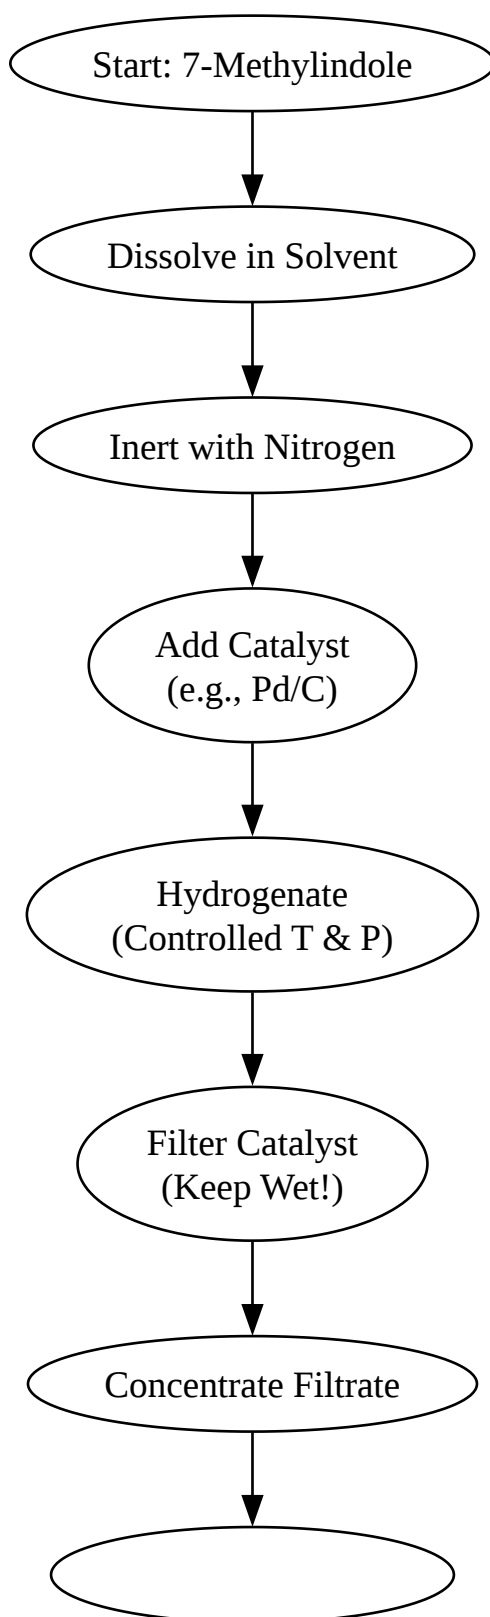 Start: 7-Methylindole
Dissolve in Solvent
Inert with Nitrogen
Add Catalyst
(e.g., Pd/C)
Hydrogenate
(Controlled T & P)
Filter Catalyst
(Keep Wet!)
Concentrate Filtrate